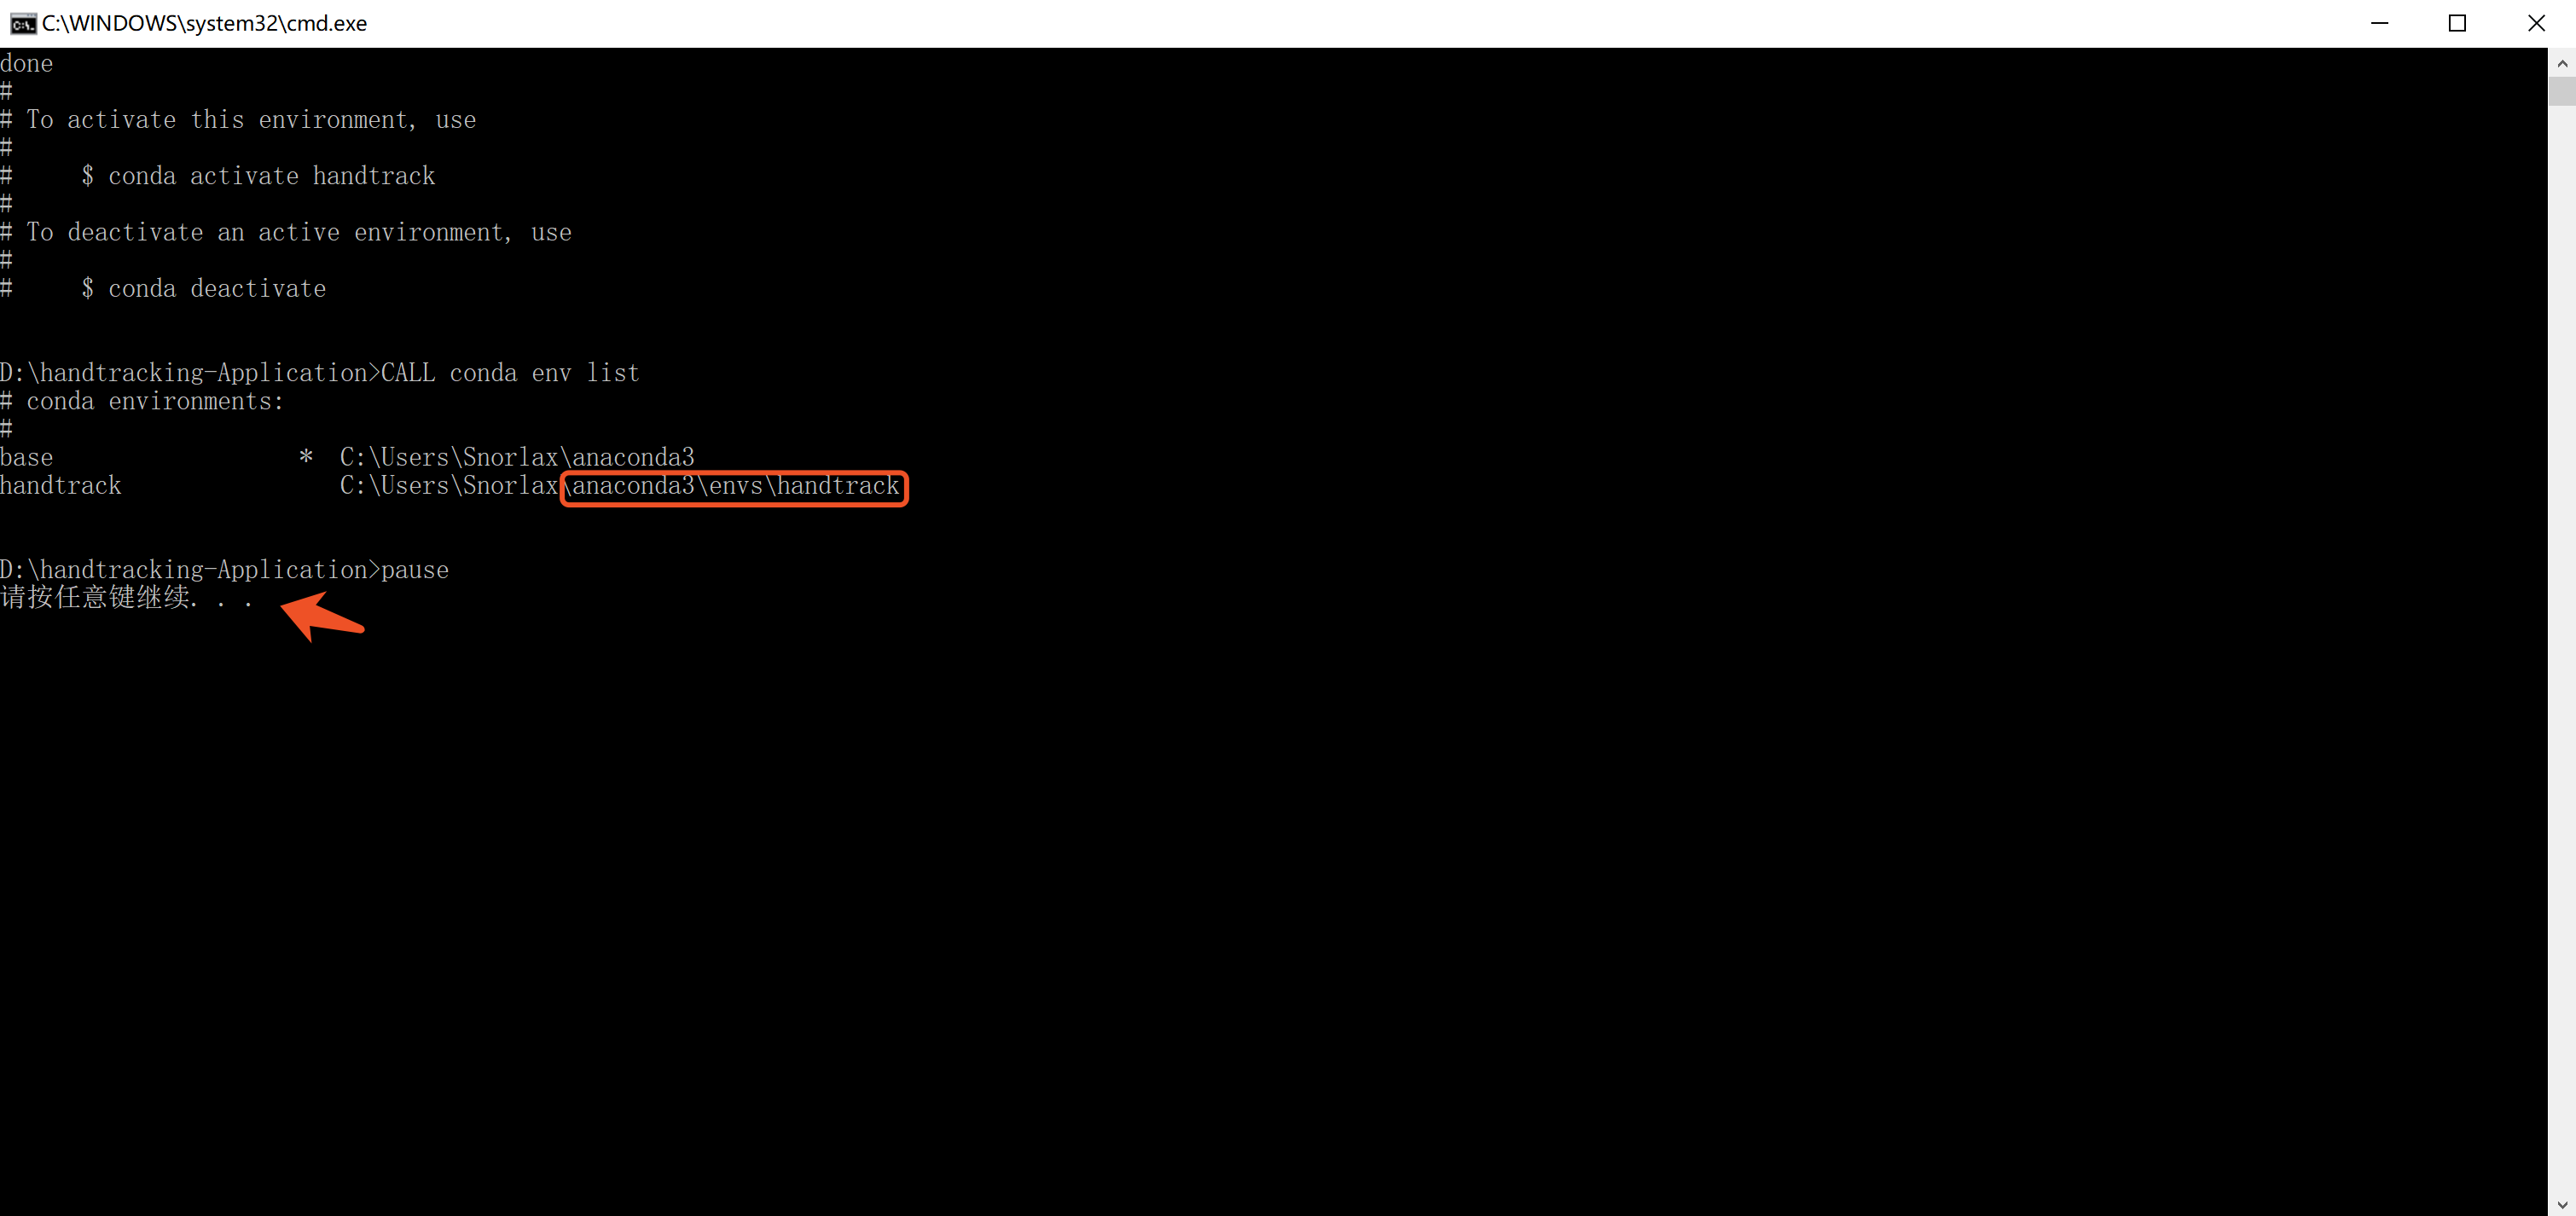 C:\WINDOWS\system32\cmd.exe
done
#
# To activate this environment, use
#
#     $ conda activate handtrack
#
# To deactivate an active environment, use
#
#     $ conda deactivate
D:\handtracking-Application>CALL conda env list
# conda environments:
#
base                  *  C:\Users\Snorlax\anaconda3
handtrack                C:\Users\Snorlax\anaconda3\envs\handtrack
D:\handtracking-Application>pause
请按任意键继续. . .